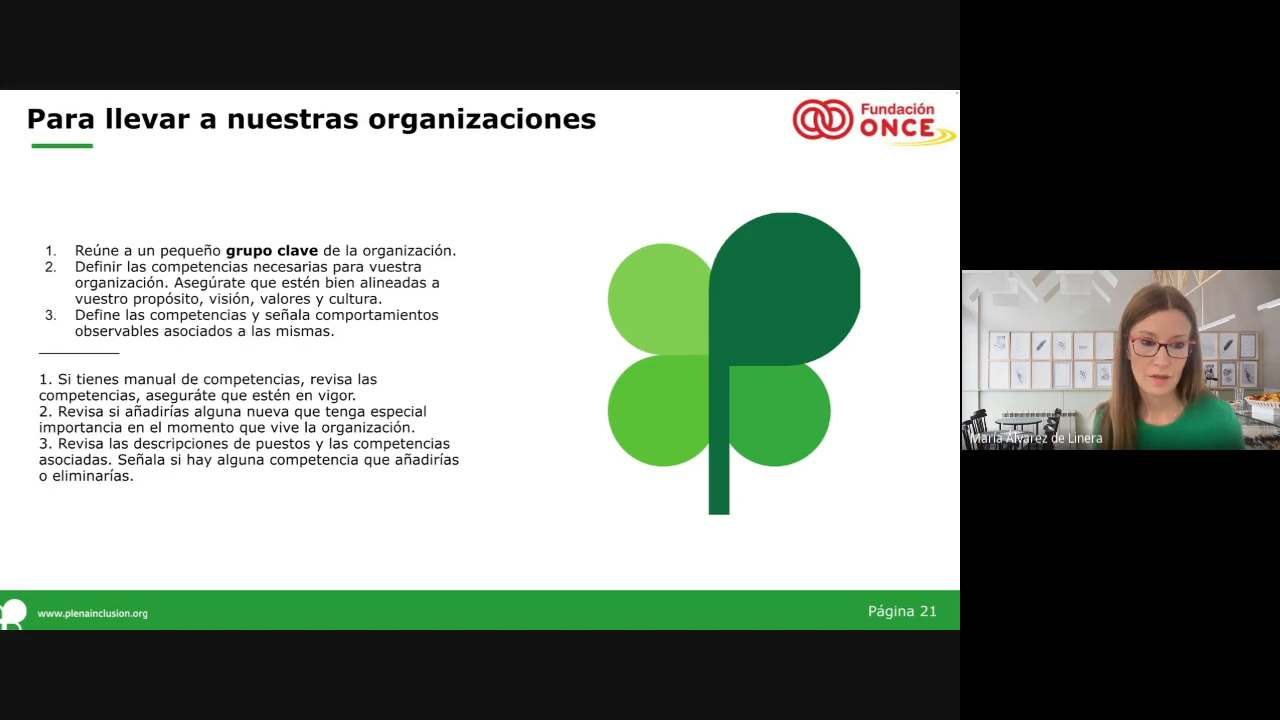 Para llevar a nuestras organizaciones
Fundación
ONCE
1. Reúne a un pequeño grupo clave de la organización.
2. Definir las competencias necesarias para vuestra
organización. Asegúrate que estén bien alineadas a
vuestro propósito, visión, valores y cultura.
3. Define las competencias y señala comportamientos
observables asociados a las mismas.
1. Si tienes manual de competencias, revisa las
competencias, aseguráte que estén en vigor.
2. Revisa si añadirías alguna nueva que tenga especial
importancia en el momento que vive la organización.
3. Revisa las descripciones de puestos y las competencias
asociadas. Señala si hay alguna competencia que añadirías
o eliminarías.
María Álvarez de Linera
www.plenainclusion.org
Página 21